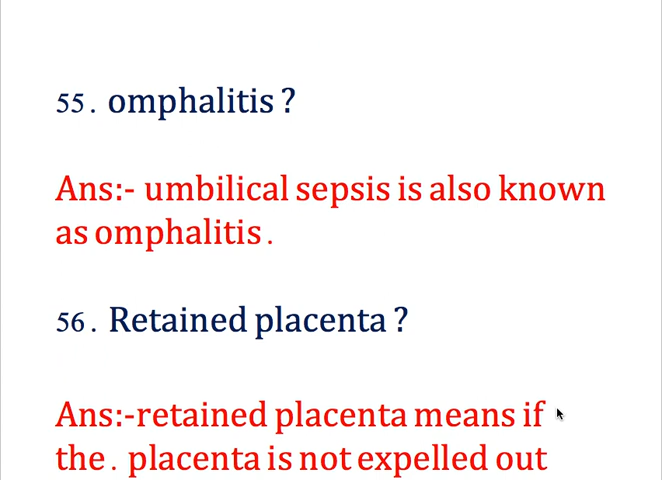 55. omphalitis ?
Ans:- umbilical sepsis is also known
as omphalitis .
56. Retained placenta ?
Ans:-retained placenta means if
the . placenta is not expelled out